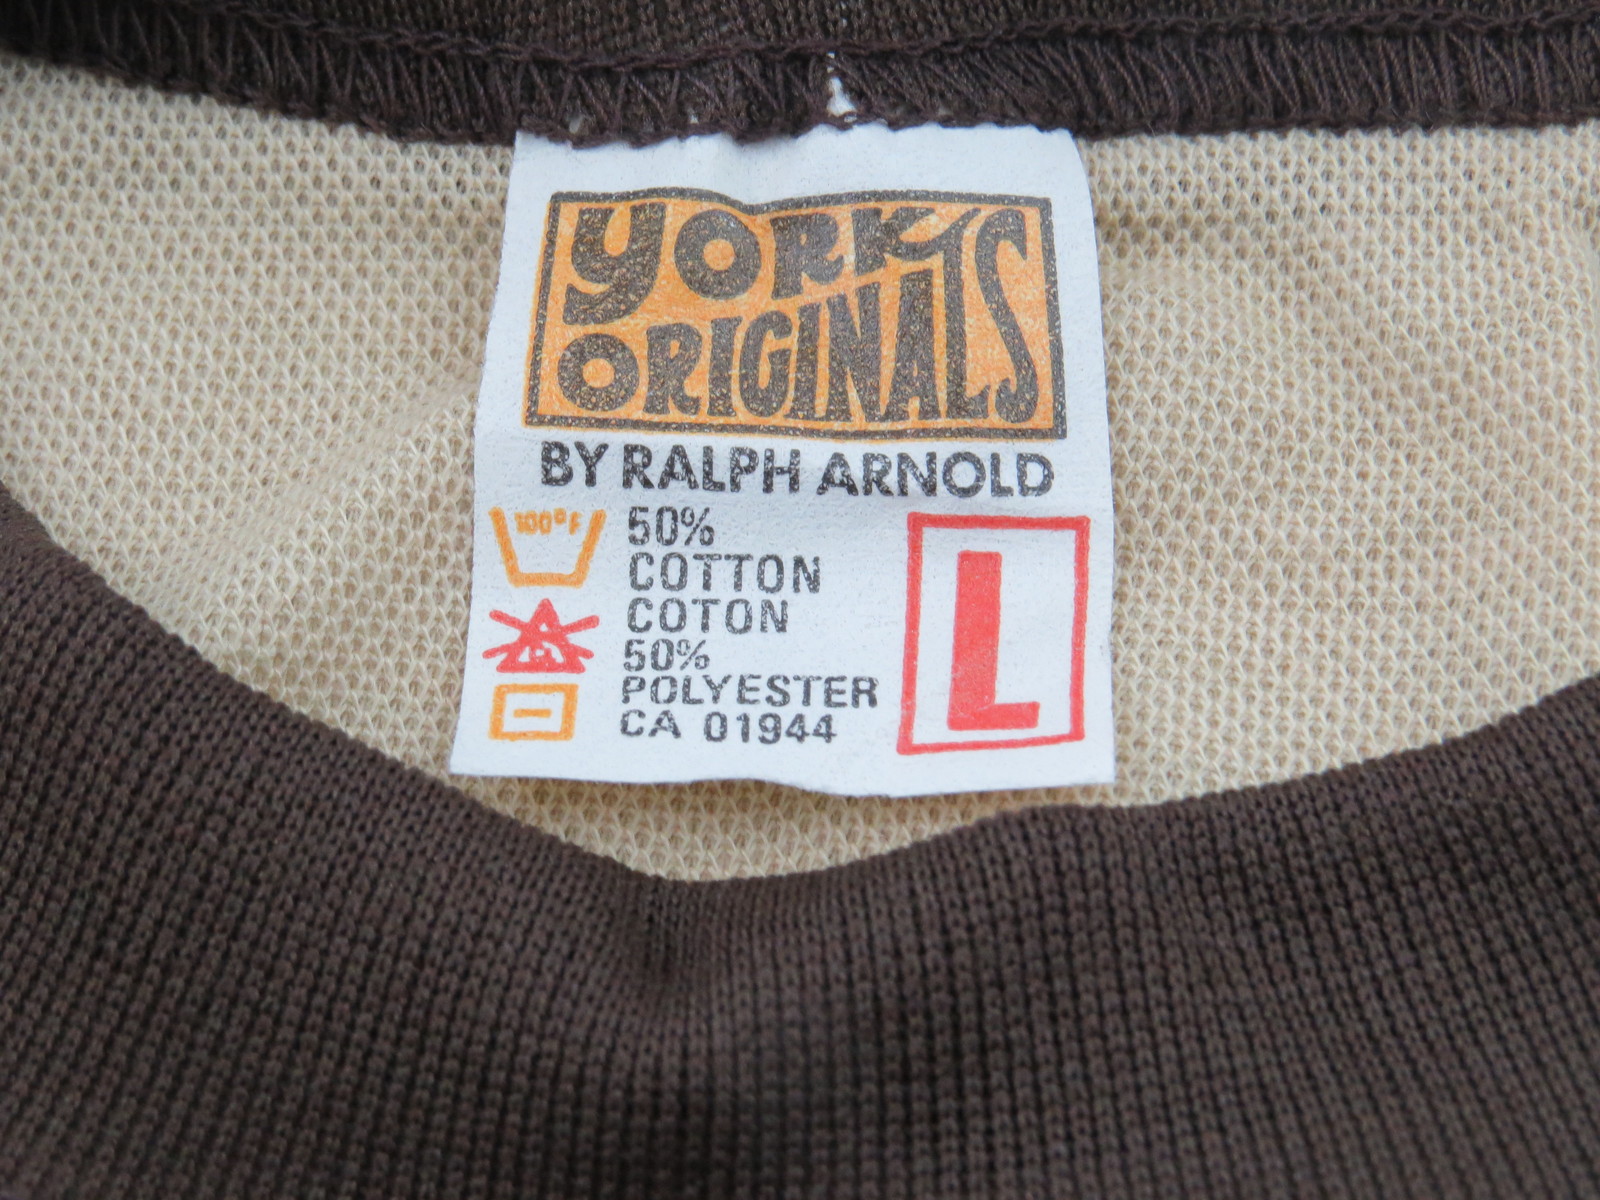 YORK'S
ORIGINALS
BY RALPH ARNOLD
100°F
50%
COTTON
COTON
50%
POLYESTER
CA 01944
L